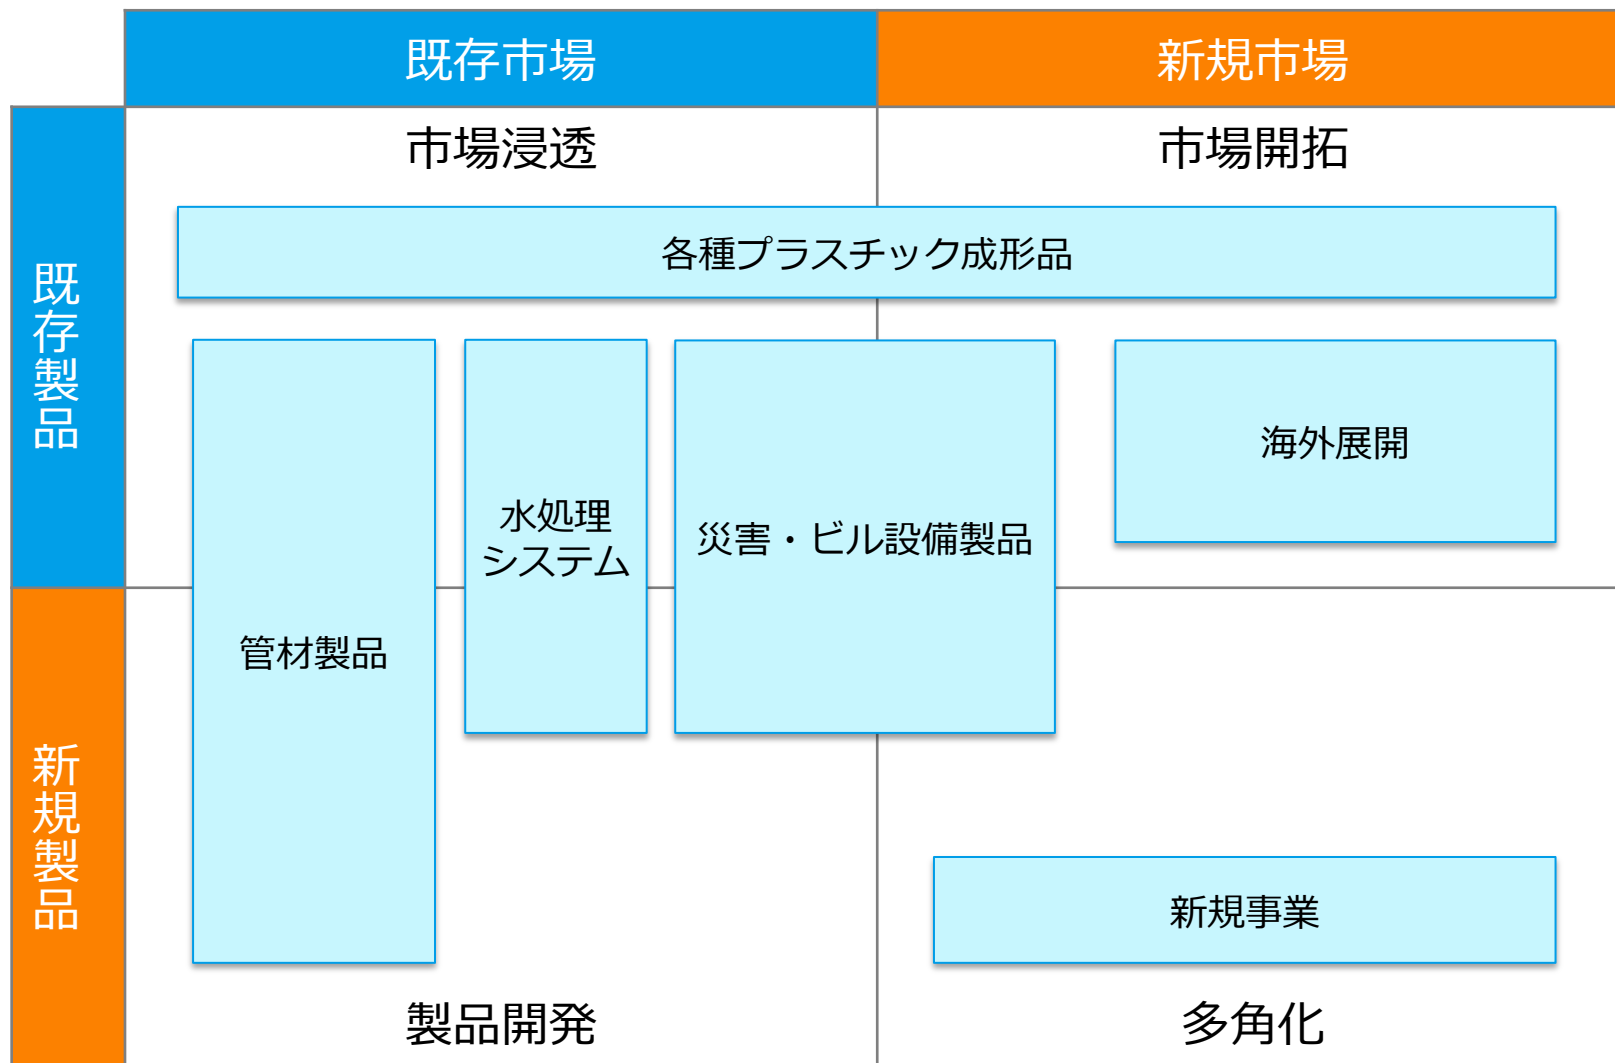 既存市場
新規市場
市場浸透
市場開拓
既存製品
各種プラスチック成形品
管材製品
水処理
システム
災害・ビル設備製品
海外展開
新規製品
新規事業
製品開発
多角化